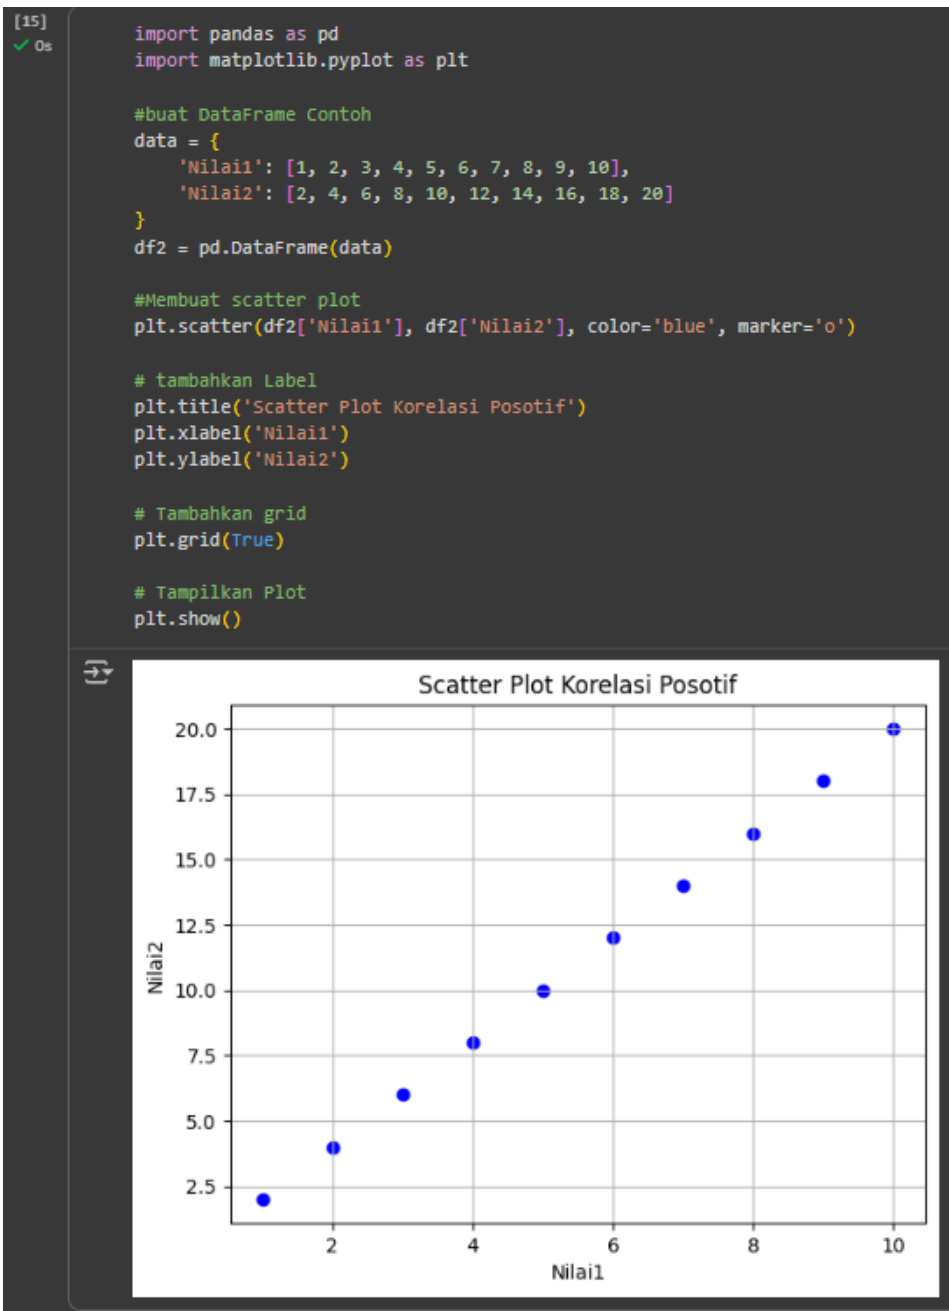 [15]
0s
import pandas as pd
import matplotlib.pyplot as plt
#buat DataFrame Contoh
data = {
    'Nilai1': [1, 2, 3, 4, 5, 6, 7, 8, 9, 10],
    'Nilai2': [2, 4, 6, 8, 10, 12, 14, 16, 18, 20]
}
df2 = pd.DataFrame(data)
#Membuat scatter plot
plt.scatter(df2['Nilai1'], df2['Nilai2'], color='blue', marker='o')
# tambahkan Label
plt.title('Scatter Plot Korelasi Posotif')
plt.xlabel('Nilai1')
plt.ylabel('Nilai2')
# Tambahkan grid
plt.grid(True)
# Tampilkan Plot
plt.show()
Scatter Plot Korelasi Posotif
20.0
17.5
15.0
12.5
10.0
7.5
5.0
2.5
Nilai2
2 4 6 8 10
Nilai1